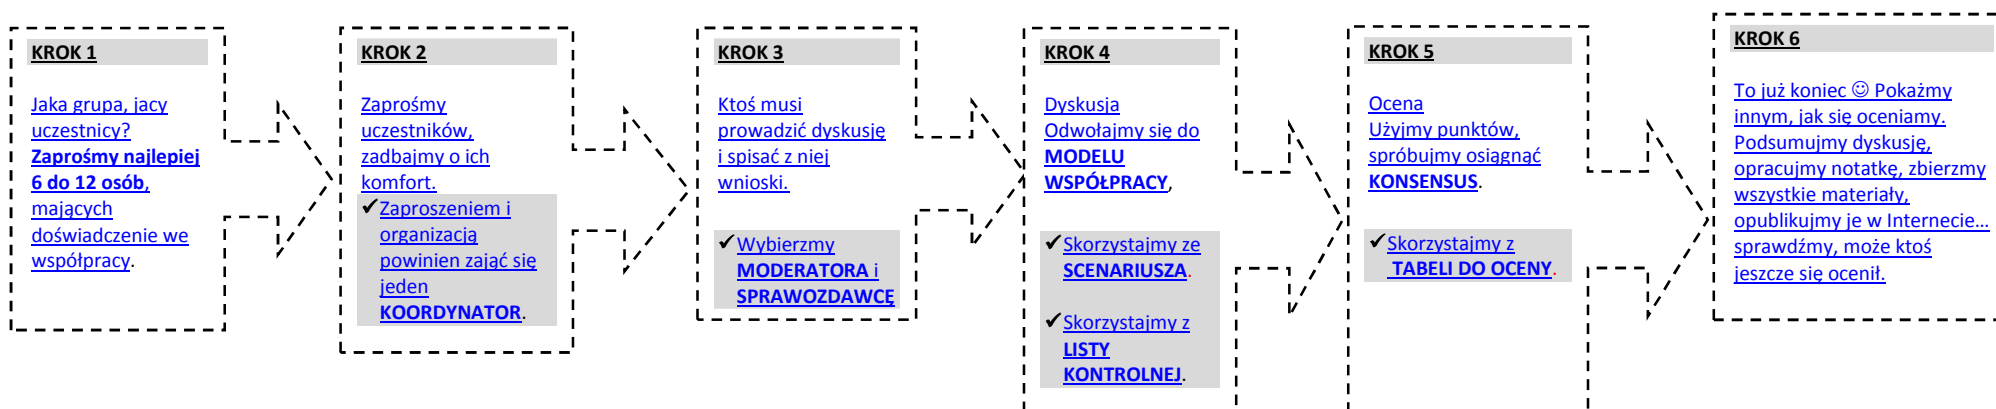 KROK 1
Jaka grupa, jacy
uczestnicy?
Zaprośmy najlepiej
6 do 12 osób,
mających
doświadczenie we
współpracy.
KROK 2
Zaprośmy
uczestników,
zadbajmy o ich
komfort.
✓Zaproszeniem i
organizacją
powinien zająć się
jeden
KOORDYNATOR.
KROK 3
Ktoś musi
prowadzić dyskusję
i spisać z niej
wnioski.
✓Wybierzmy
MODERATORA i
SPRAWOZDAWCĘ
KROK 4
Dyskusja
Odwołajmy się do
MODELU
WSPÓŁPRACY,
✓Skorzystajmy ze
SCENARIUSZA.
✓Skorzystajmy z
LISTY
KONTROLNEJ.
KROK 5
Ocena
Użyjmy punktów,
spróbujmy osiągnąć
KONSENSUS.
✓Skorzystajmy z
TABELI DO OCENY.
KROK 6
To już koniec ☺ Pokażmy
innym, jak się oceniamy.
Podsumujmy dyskusję,
opracujmy notatkę, zbierzmy
wszystkie materiały,
opublikujmy je w Internecie…
sprawdźmy, może ktoś
jeszcze się ocenił.